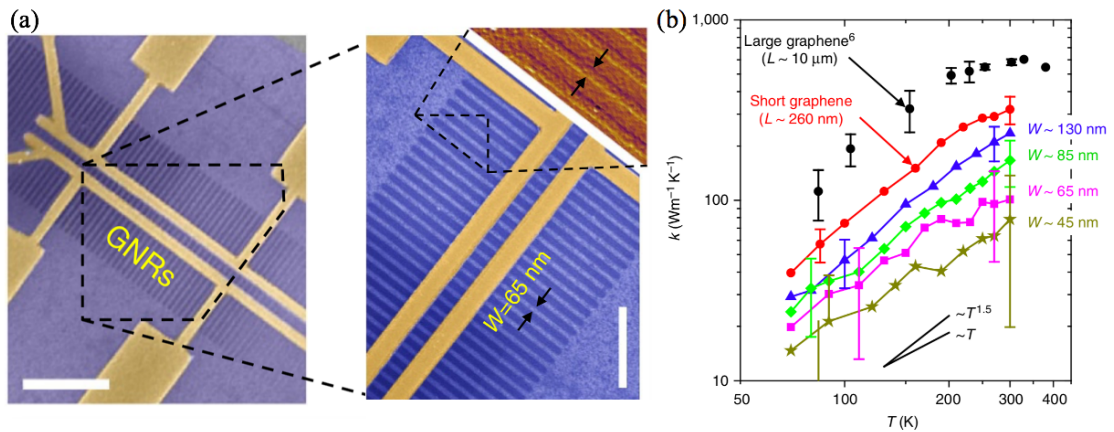 (a)
GNRs
W=65 nm
(b)
1,000
100
10
k (Wm⁻¹ K⁻¹)
Large graphene⁶
(L ~ 10 μm)
Short graphene
(L ~ 260 nm)
W ~ 130 nm
W ~ 85 nm
W ~ 65 nm
W ~ 45 nm
~T¹·⁵
~T
50
100
200
300
400
T (K)